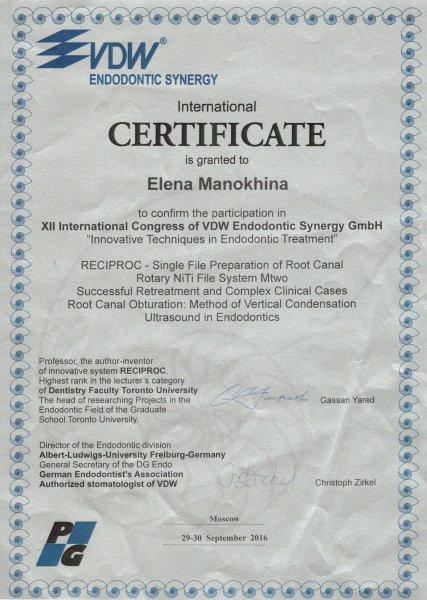 VDW®
ENDODONTIC SYNERGY
International
CERTIFICATE
is granted to
Elena Manokhina
to confirm the participation in
XII International Congress of VDW Endodontic Synergy GmbH
"Innovative Techniques in Endodontic Treatment"
RECIPROC - Single File Preparation of Root Canal
Rotary NiTi File System Mtwo
Successful Retreatment and Complex Clinical Cases
Root Canal Obturation: Method of Vertical Condensation
Ultrasound in Endodontics
Professor, the author-inventor
of innovative system RECIPROC.
Highest rank in the lecturer's category
of Dentistry Faculty Toronto University
The head of researching Projects in the
Endodontic Field of the Graduate
School Toronto University.
Gassan Yared
Director of the Endodontic division
Albert-Ludwigs-University Freiburg-Germany
General Secretary of the DG Endo
German Endodontist's Association
Authorized stomatologist of VDW
Christoph Zirkel
PG
Moscow
29-30 September 2016